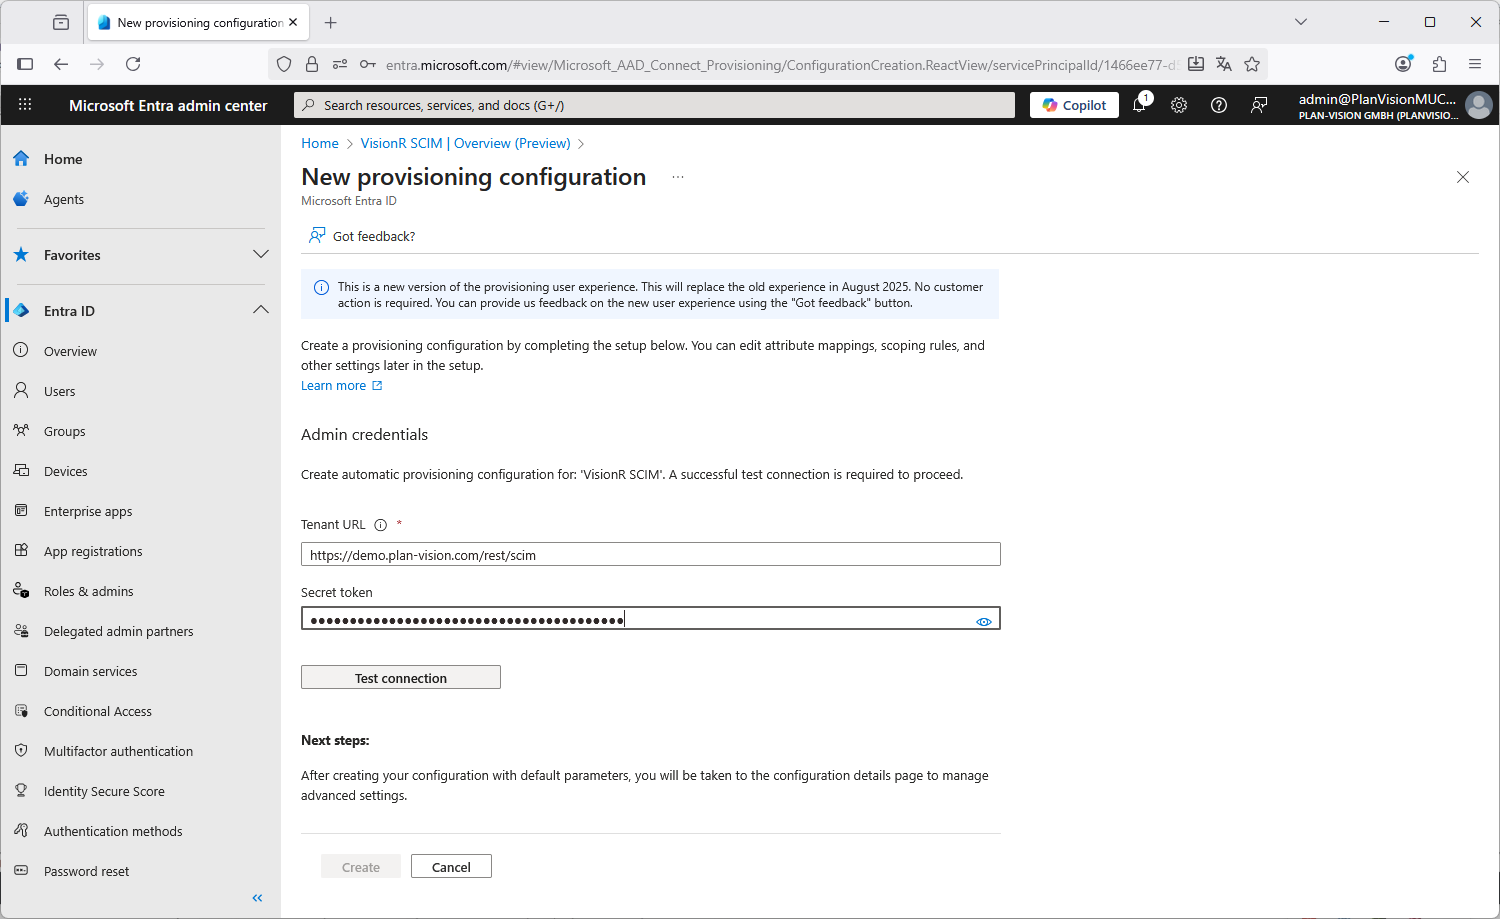 New provisioning configuration
entra.microsoft.com/#view/Microsoft_AAD_Connect_Provisioning/ConfigurationCreation.ReactView/servicePrincipalId/1466ee77-d
Microsoft Entra admin center
Search resources, services, and docs (G+/)
Copilot
1
admin@PlanVisionMUC...
PLAN-VISION GMBH (PLANVISIO...
Home
Agents
Favorites
Entra ID
Overview
Users
Groups
Devices
Enterprise apps
App registrations
Roles & admins
Delegated admin partners
Domain services
Conditional Access
Multifactor authentication
Identity Secure Score
Authentication methods
Password reset
Home > VisionR SCIM | Overview (Preview) >
New provisioning configuration ...
Microsoft Entra ID
Got feedback?
This is a new version of the provisioning user experience. This will replace the old experience in August 2025. No customer
action is required. You can provide us feedback on the new user experience using the "Got feedback" button.
Create a provisioning configuration by completing the setup below. You can edit attribute mappings, scoping rules, and
other settings later in the setup.
Learn more
Admin credentials
Create automatic provisioning configuration for: 'VisionR SCIM'. A successful test connection is required to proceed.
Tenant URL *
https://demo.plan-vision.com/rest/scim
Secret token
••••••••••••••••••••••••••••••••••••••••
Test connection
Next steps:
After creating your configuration with default parameters, you will be taken to the configuration details page to manage
advanced settings.
Create
Cancel